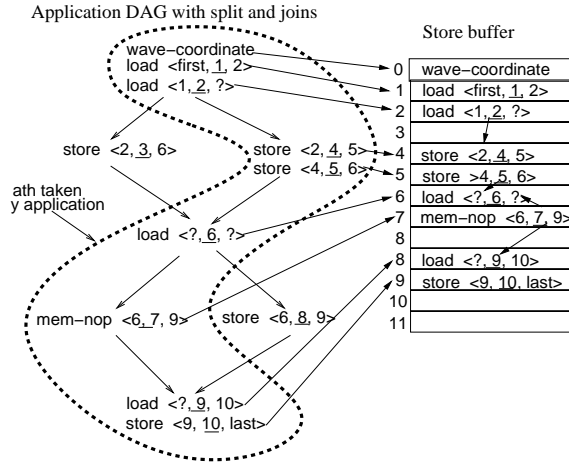 Application DAG with split and joins
Store buffer
wave-coordinate
load <first, 1, 2>
load <1, 2, ?>
store <2, 3, 6>
store <2, 4, 5>
store <4, 5, 6>
ath taken
y application
load <?, 6, ?>
mem-nop <6, 7, 9>
store <6, 8, 9>
load <?, 9, 10>
store <9, 10, last>
0 wave-coordinate
1 load <first, 1, 2>
2 load <1, 2, ?>
3
4 store <2, 4, 5>
5 store >4, 5, 6>
6 load <?, 6, ?>
7 mem-nop <6, 7, 9>
8
8 load <?, 9, 10>
9 store <9, 10, last>
10
11